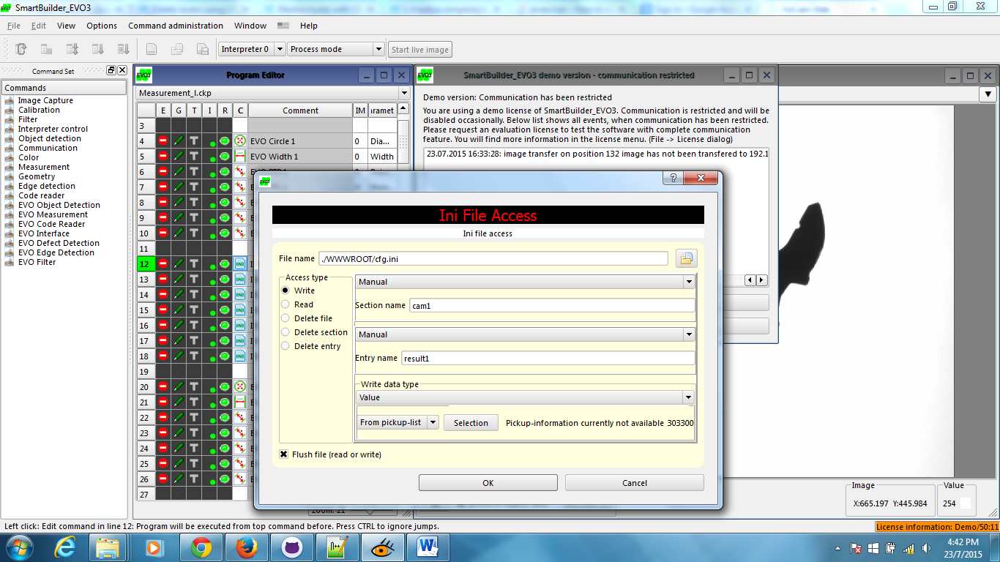 SmartBuilder_EVO3
File Edit View Options Command administration Window Help
Interpreter 0 Process mode Start live image
Command Set
Commands
Image Capture
Calibration
Filter
Interpreter control
Object detection
Communication
Color
Measurement
Geometry
Edge detection
Code reader
EVO Object Detection
EVO Measurement
EVO Code Reader
EVO Interface
EVO Defect Detection
EVO Edge Detection
EVO Filter
EVO3 Program Editor
Measurement_I.ckp
E G T I R C Comment IM ıramet
3
4 T EVO Circle 1 0 Dia...
5 T EVO Width 1 0 Width
6 T
7 T
8 T
9 T
10 T
11
12 T INI
13 T INI
14 T INI
15 T INI
16 T INI
17 T INI
18 T INI
19
20 T
21 T
22 T
23 T
24 T
25 T
26 T
27
EVO3 SmartBuilder_EVO3 demo version - communication restricted
Demo version: Communication has been restricted
You are using a demo license of SmartBuilder_EVO3. Communication is restricted and will be
disabled occasionally. Below list shows all events, when communication has been restricted.
Please request an evaluation license to test the software with complete communication
feature. You will find more information in the license menu. (File -> License dialog)
23.07.2015 16:33:28: image transfer on position 132 image has not been transfered to 192.1
EVO3
?
Ini File Access
Ini file access
File name ./WWWROOT/cfg.ini
Access type
Write
Read
Delete file
Delete section
Delete entry
Manual
Section name cam1
Manual
Entry name result1
Write data type
Value
From pickup-list Selection Pickup-information currently not available 303300
Flush file (read or write)
OK Cancel
Image
X:665.197 Y:445.984
Value
254
Left click: Edit command in line 12: Program will be executed from top command before. Press CTRL to ignore jumps.
License information: Demo/50:11
4:42 PM
23/7/2015